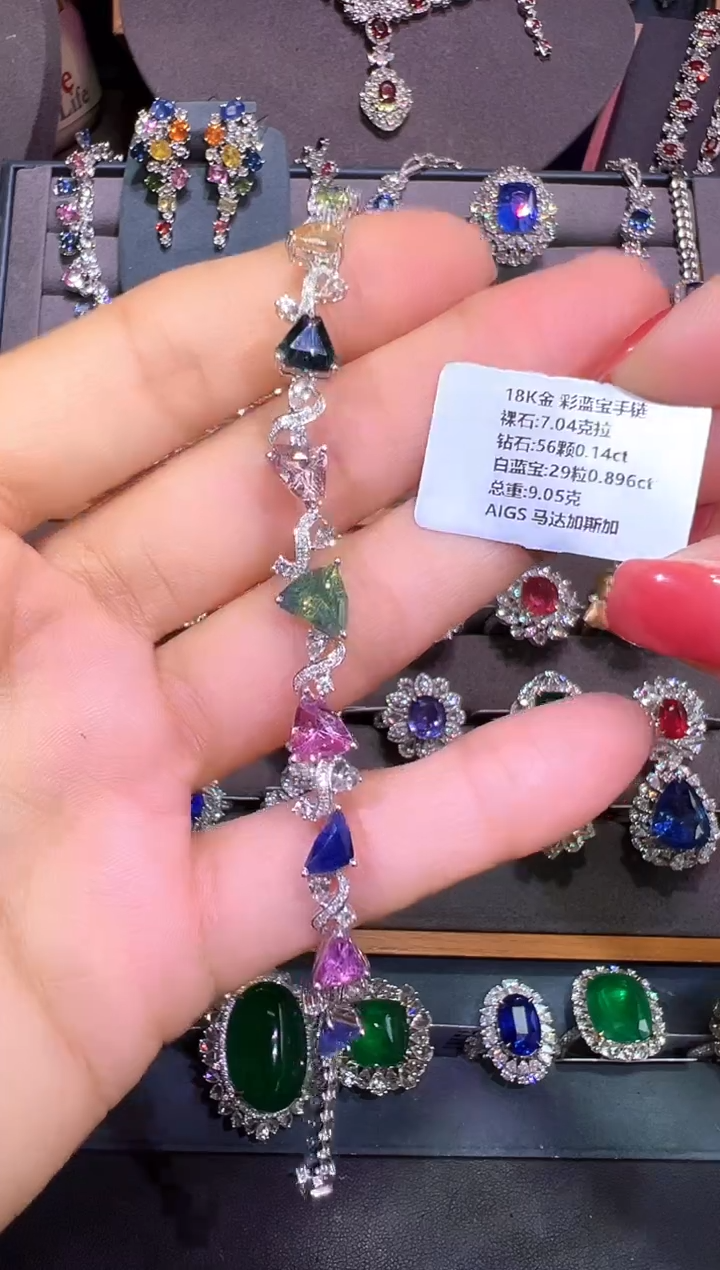 Life
18K金 彩蓝宝手链
裸石:7.04克拉
钻石:56颗0.14ct
白蓝宝:29粒0.896ct
总重:9.05克
AIGS 马达加斯加